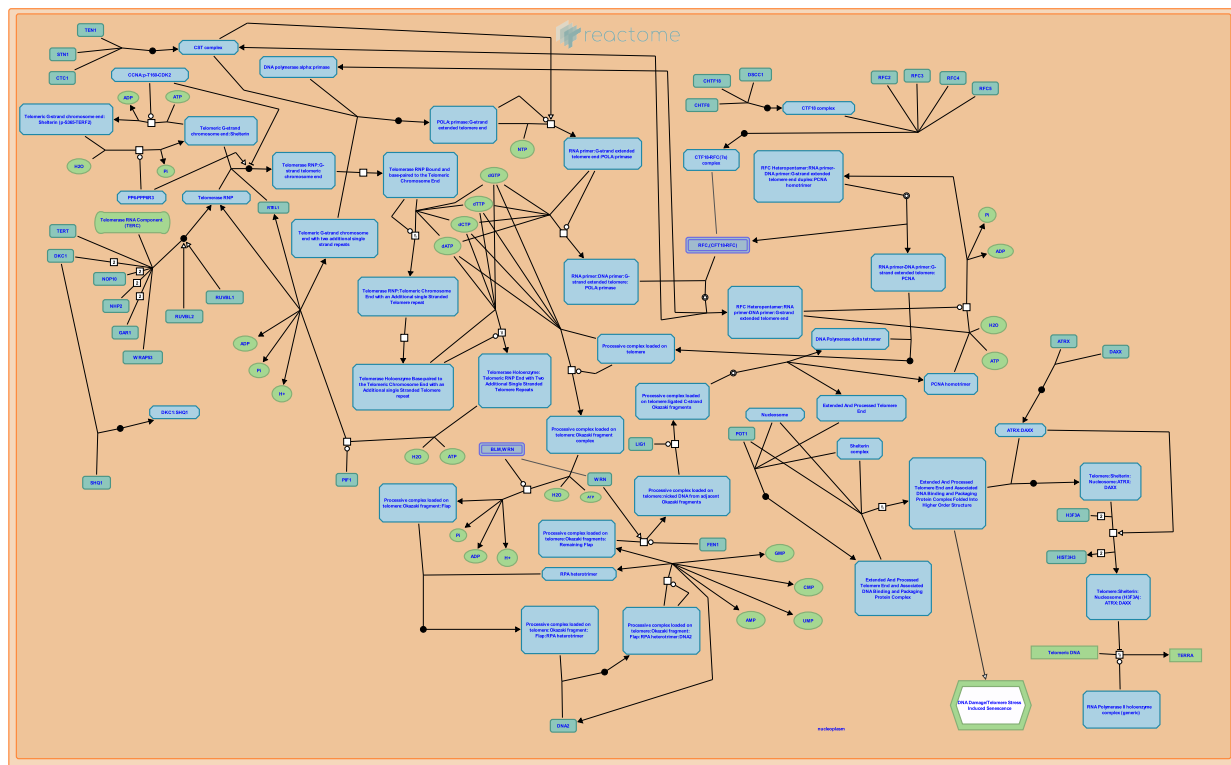 reactome
TEN1
STN1
CTC1
CST complex
CCNA:p-T160-CDK2
ADP
ATP
Telomeric G-strand chromosome end:
Shelterin (p-S365-TERF2)
Telomeric G-strand
chromosome end:Shelterin
H2O
Pi
PP6:PPP6R3
Telomerase RNP:G-
strand telomeric
chromosome end
Telomerase RNP Bound and
base-paired to the Telomeric
Chromosome End
Telomerase RNP
RTEL1
Telomerase RNA Component
(TERC)
TERT
DKC1
NOP10
NHP2
GAR1
WRAP53
2
2
2
2
RUVBL1
RUVBL2
DKC1:SHQ1
SHQ1
DNA polymerase alpha:primase
POLA:primase:G-strand
extended telomere end
NTP
RNA primer:G-strand extended
telomere end:POLA:primase
dGTP
dTTP
dCTP
dATP
Telomeric G-strand chromosome
end with two additional single
strand repeats
ADP
Pi
H+
Telomerase RNP:Telomeric Chromosome
End with an Additional single Stranded
Telomere repeat
Telomerase Holoenzyme Base-paired to
the Telomeric Chromosome End with an
Additional single Stranded Telomere
repeat
Telomerase Holoenzyme:
Telomeric RNP End with Two
Additional Single Stranded
Telomere Repeats
RNA primer:DNA primer:G-
strand extended telomere:
POLA:primase
H2O
ATP
PIF1
CHTF18
DSCC1
CHTF8
CTF18 complex
RFC2
RFC3
RFC4
RFC5
CTF18-RFC(7s)
complex
RFC Heteropentamer:RNA primer-
DNA primer:G-strand extended
telomere end duplex:PCNA
homotrimer
RFC,(CFT18-RFC)
RNA primer-DNA primer:G-
strand extended telomere:
PCNA
Pi
ADP
H2O
ATP
RFC Heteropentamer:RNA
primer-DNA primer:G-strand
extended telomere end
DNA Polymerase delta tetramer
PCNA homotrimer
Processive complex loaded on
telomere
Processive complex loaded
on telomere:ligated C-strand
Okazaki fragments
Extended And Processed Telomere
End
Nucleosome
POT1
LIG1
Shelterin
complex
Processive complex loaded
on telomere:Okazaki fragment
complex
BLM,WRN
WRN
H2O
ATP
Processive complex loaded on
telomere:Okazaki fragment:Flap
Pi
ADP
H+
Processive complex loaded on
telomere:nicked DNA from adjacent
Okazaki fragments
Processive complex loaded on
telomere:Okazaki fragments:
Remaining Flap
FEN1
RPA heterotrimer
GMP
CMP
UMP
AMP
Processive complex loaded on
telomere:Okazaki fragment:
Flap:RPA heterotrimer
Processive complex loaded on
telomere:Okazaki fragment:
Flap:RPA heterotrimer:DNA2
DNA2
Extended And Processed
Telomere End and Associated
DNA Binding and Packaging
Protein Complex Folded Into
Higher Order Structure
Extended And Processed
Telomere End and Associated
DNA Binding and Packaging
Protein Complex
ATRX
DAXX
ATRX:DAXX
Telomere:Shelterin:
Nucleosome:ATRX:
DAXX
H3F3A
2
HIST3H3
2
Telomere:Shelterin:
Nucleosome (H3F3A):
ATRX:DAXX
Telomeric DNA
TERRA
RNA Polymerase II holoenzyme
complex (generic)
DNA Damage/Telomere Stress
Induced Senescence
nucleoplasm